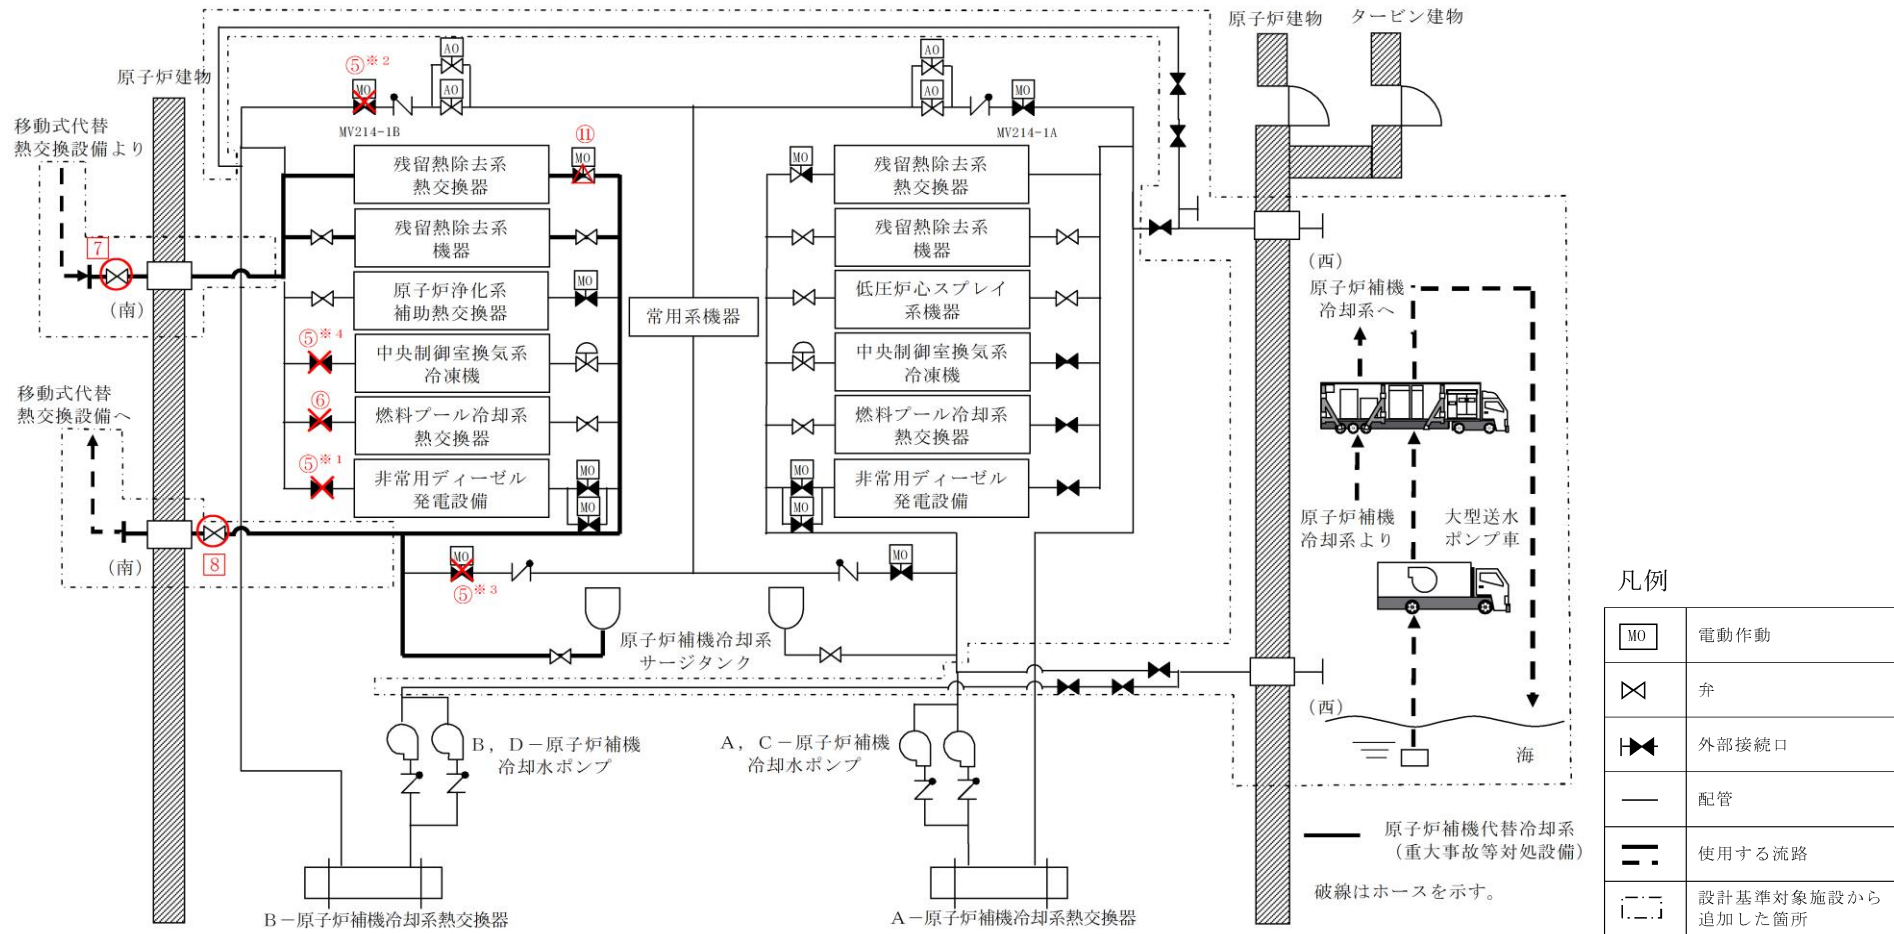 原子炉建物
移動式代替
熱交換設備より
7
(南)
移動式代替
熱交換設備へ
8
(南)
⑤※2
MO
AO
AO
MV214-1B
⑪
MO
残留熱除去系
熱交換器
残留熱除去系
機器
MO
原子炉浄化系
補助熱交換器
⑤※4
中央制御室換気系
冷凍機
⑥
燃料プール冷却系
熱交換器
⑤※1
非常用ディーゼル
発電設備
MO
MO
MO
⑤※3
常用系機器
AO
AO
MO
MV214-1A
MO
残留熱除去系
熱交換器
残留熱除去系
機器
低圧炉心スプレイ
系機器
中央制御室換気系
冷凍機
燃料プール冷却系
熱交換器
MO
MO
非常用ディーゼル
発電設備
MO
原子炉補機冷却系
サージタンク
B,D-原子炉補機
冷却水ポンプ
A,C-原子炉補機
冷却水ポンプ
B-原子炉補機冷却系熱交換器
A-原子炉補機冷却系熱交換器
原子炉建物
タービン建物
(西)
原子炉補機
冷却系へ
原子炉補機
冷却系より
大型送水
ポンプ車
(西)
海
原子炉補機代替冷却系
(重大事故等対処設備)
破線はホースを示す。
凡例
MO
電動作動
弁
外部接続口
配管
使用する流路
設計基準対象施設から
追加した箇所